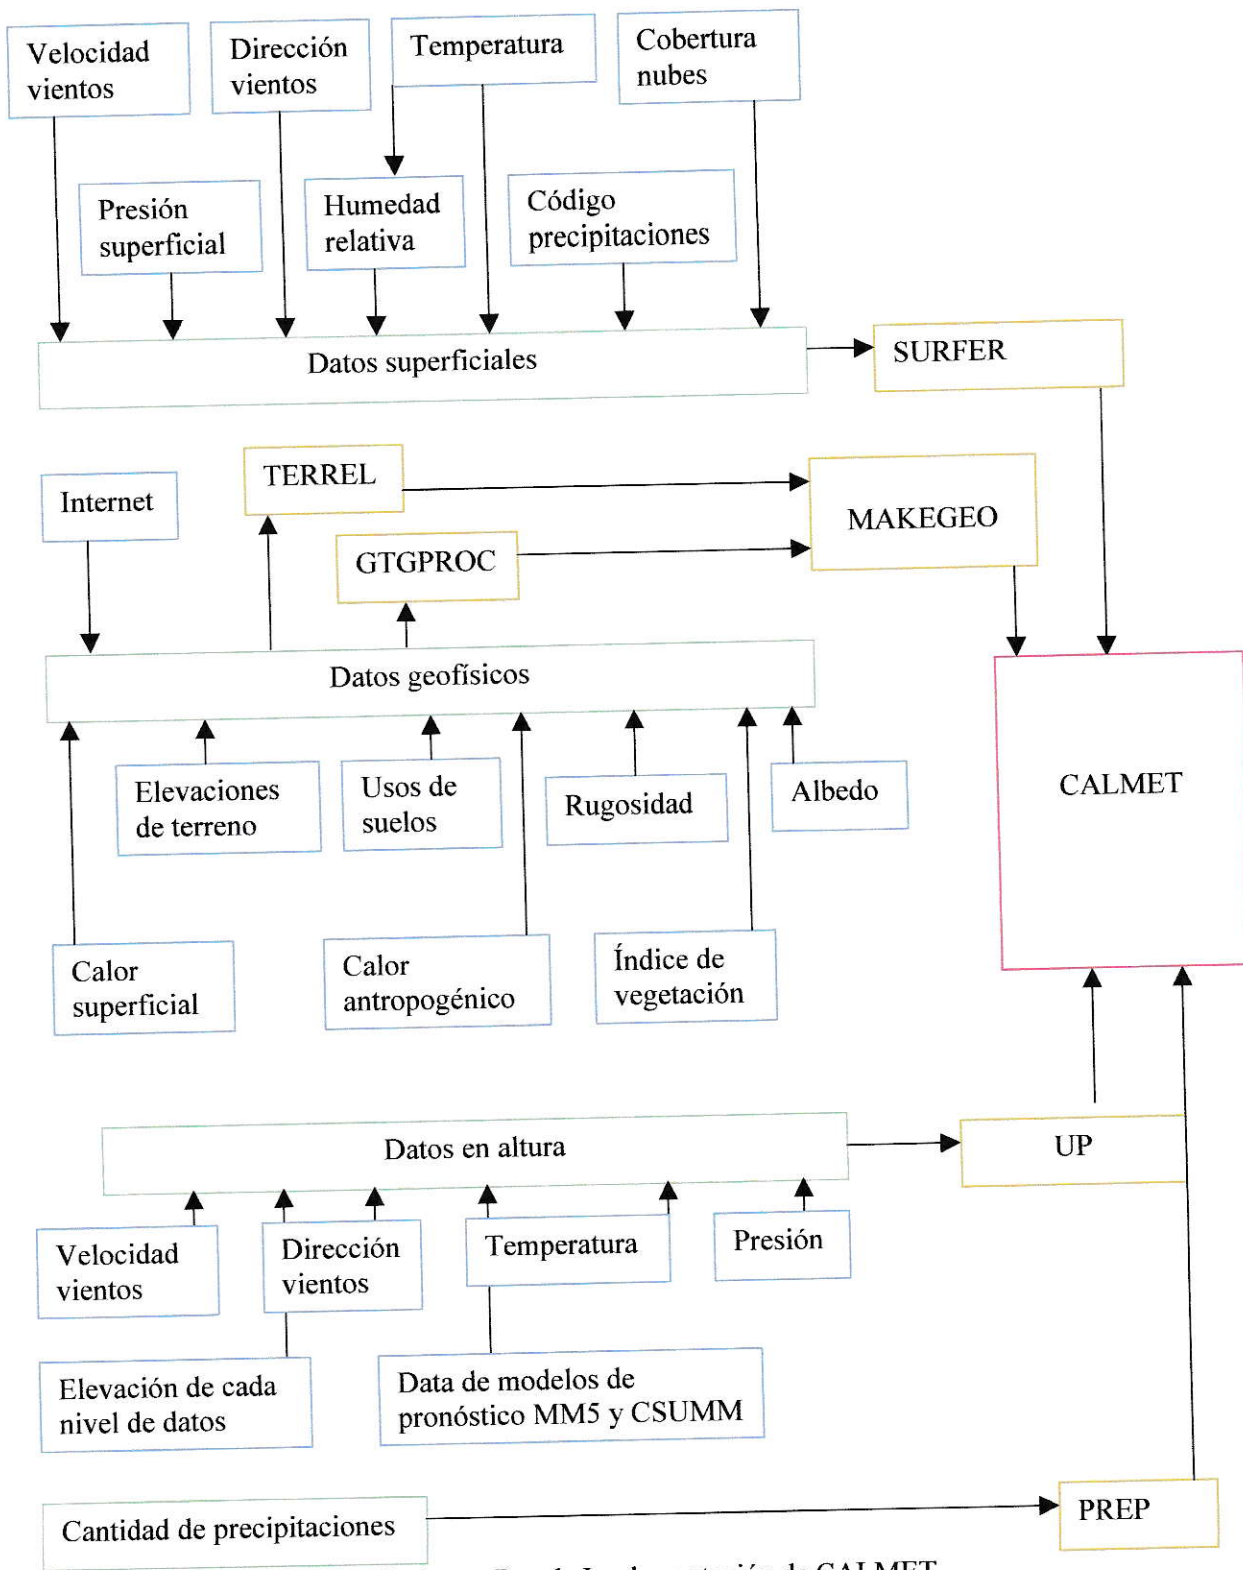 Velocidad
vientos
Dirección
vientos
Temperatura
Cobertura
nubes
Presión
superficial
Humedad
relativa
Código
precipitaciones
Datos superficiales
SURFER
TERREL
Internet
MAKEGEO
GTGPROC
Datos geofísicos
Elevaciones
de terreno
Usos de
suelos
Rugosidad
Albedo
CALMET
Calor
superficial
Calor
antropogénico
Índice de
vegetación
Datos en altura
UP
Velocidad
vientos
Dirección
vientos
Temperatura
Presión
Elevación de cada
nivel de datos
Data de modelos de
pronóstico MM5 y CSUMM
Cantidad de precipitaciones
PREP
de CALMET